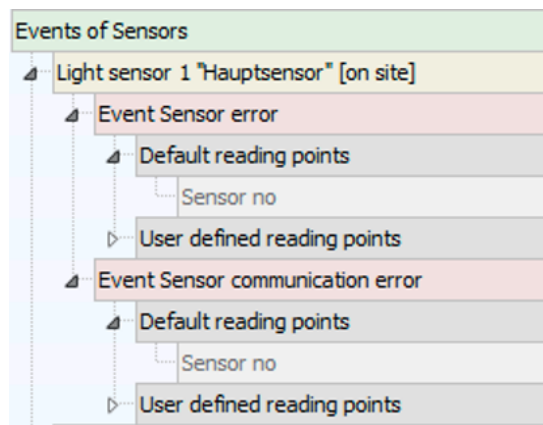 Events of Sensors
Light sensor 1 "Hauptsensor" [on site]
Event Sensor error
Default reading points
Sensor no
User defined reading points
Event Sensor communication error
Default reading points
Sensor no
User defined reading points